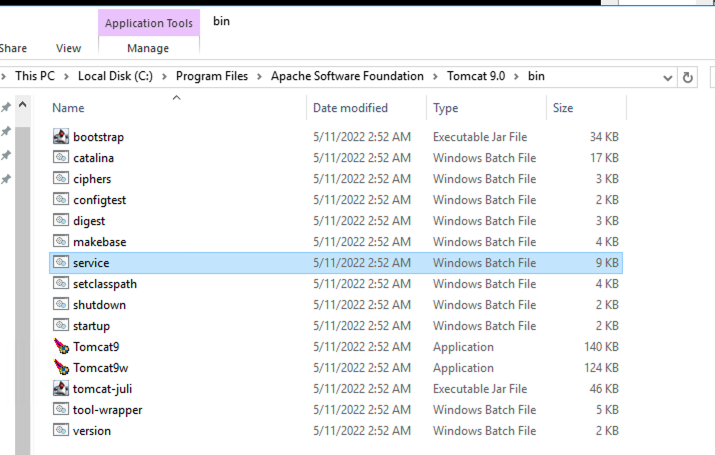 Application Tools bin
Share View Manage
This PC > Local Disk (C:) > Program Files > Apache Software Foundation > Tomcat 9.0 > bin
Name Date modified Type Size
bootstrap 5/11/2022 2:52 AM Executable Jar File 34 KB
catalina 5/11/2022 2:52 AM Windows Batch File 17 KB
ciphers 5/11/2022 2:52 AM Windows Batch File 3 KB
configtest 5/11/2022 2:52 AM Windows Batch File 2 KB
digest 5/11/2022 2:52 AM Windows Batch File 3 KB
makebase 5/11/2022 2:52 AM Windows Batch File 4 KB
service 5/11/2022 2:52 AM Windows Batch File 9 KB
setclasspath 5/11/2022 2:52 AM Windows Batch File 4 KB
shutdown 5/11/2022 2:52 AM Windows Batch File 2 KB
startup 5/11/2022 2:52 AM Windows Batch File 2 KB
Tomcat9 5/11/2022 2:52 AM Application 140 KB
Tomcat9w 5/11/2022 2:52 AM Application 124 KB
tomcat-juli 5/11/2022 2:52 AM Executable Jar File 46 KB
tool-wrapper 5/11/2022 2:52 AM Windows Batch File 5 KB
version 5/11/2022 2:52 AM Windows Batch File 2 KB